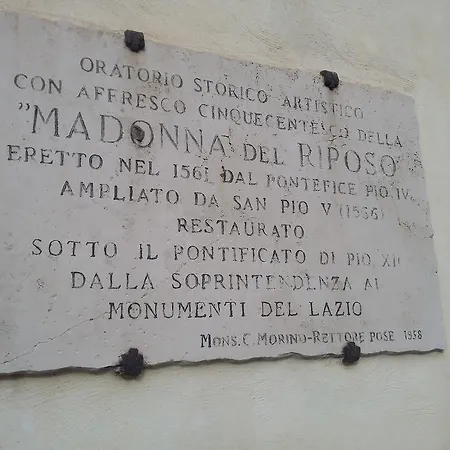 ORATORIO STORICO ARTISTICO
CON AFFRESCO CINQUECENTESCO DELLA
"MADONNA DEL RIPOSO"
ERETTO NEL 1561 DAL PONTEFICE PIO IV
AMPLIATO DA SAN PIO V (1566)
RESTAURATO
SOTTO IL PONTIFICATO DI PIO XII
DALLA SOPRINTENDENZA AI
MONUMENTI DEL LAZIO
MONS. C. MORINO-RETTORE POSE 1958